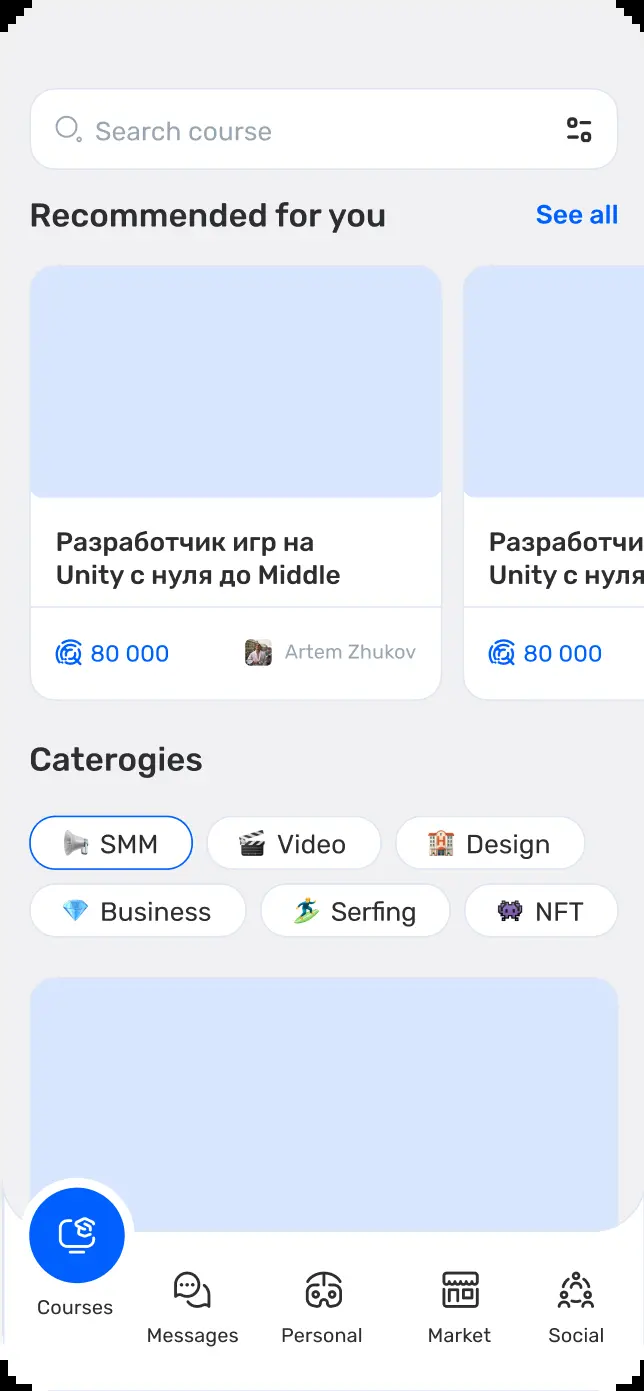 Search course
Recommended for you
See all
Разработчик игр на
Unity с нуля до Middle
80 000
Artem Zhukov
Разработчи
Unity с нуля
80 000
Caterogies
SMM
Video
Design
Business
Serfing
NFT
Courses
Messages
Personal
Market
Social